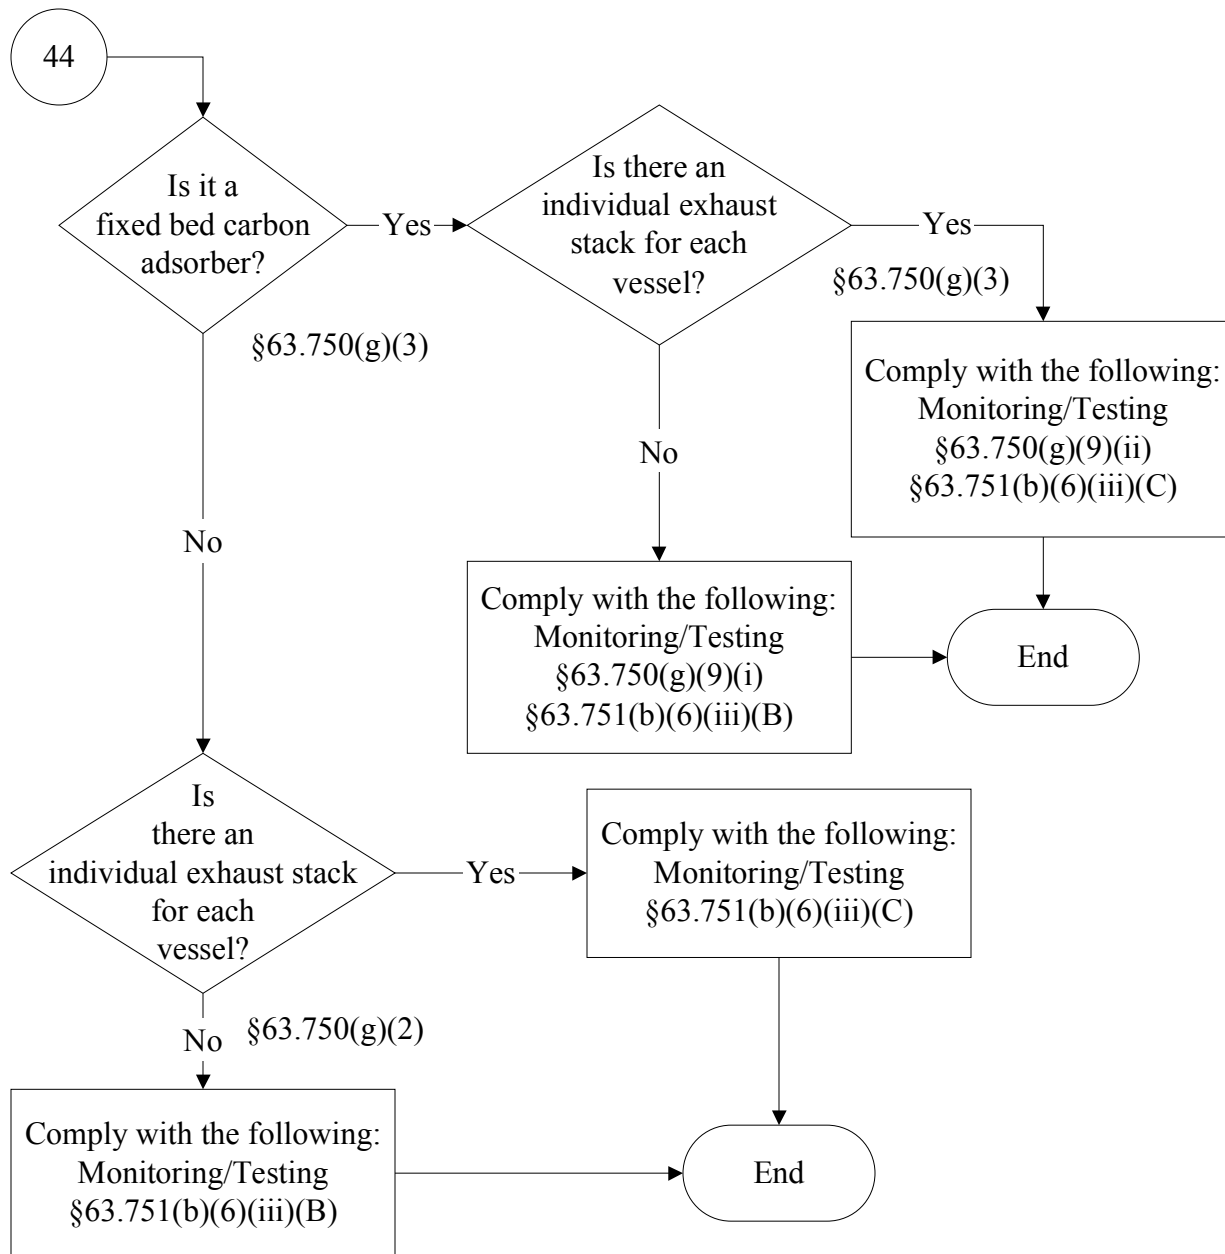 44
Is it a
fixed bed carbon
adsorber?
Yes
§63.750(g)(3)
Is there an
individual exhaust
stack for each
vessel?
Yes
§63.750(g)(3)
Comply with the following:
Monitoring/Testing
§63.750(g)(9)(ii)
§63.751(b)(6)(iii)(C)
No
Comply with the following:
Monitoring/Testing
§63.750(g)(9)(i)
§63.751(b)(6)(iii)(B)
End
No
Is
there an
individual exhaust stack
for each
vessel?
Yes
Comply with the following:
Monitoring/Testing
§63.751(b)(6)(iii)(C)
No
§63.750(g)(2)
Comply with the following:
Monitoring/Testing
§63.751(b)(6)(iii)(B)
End